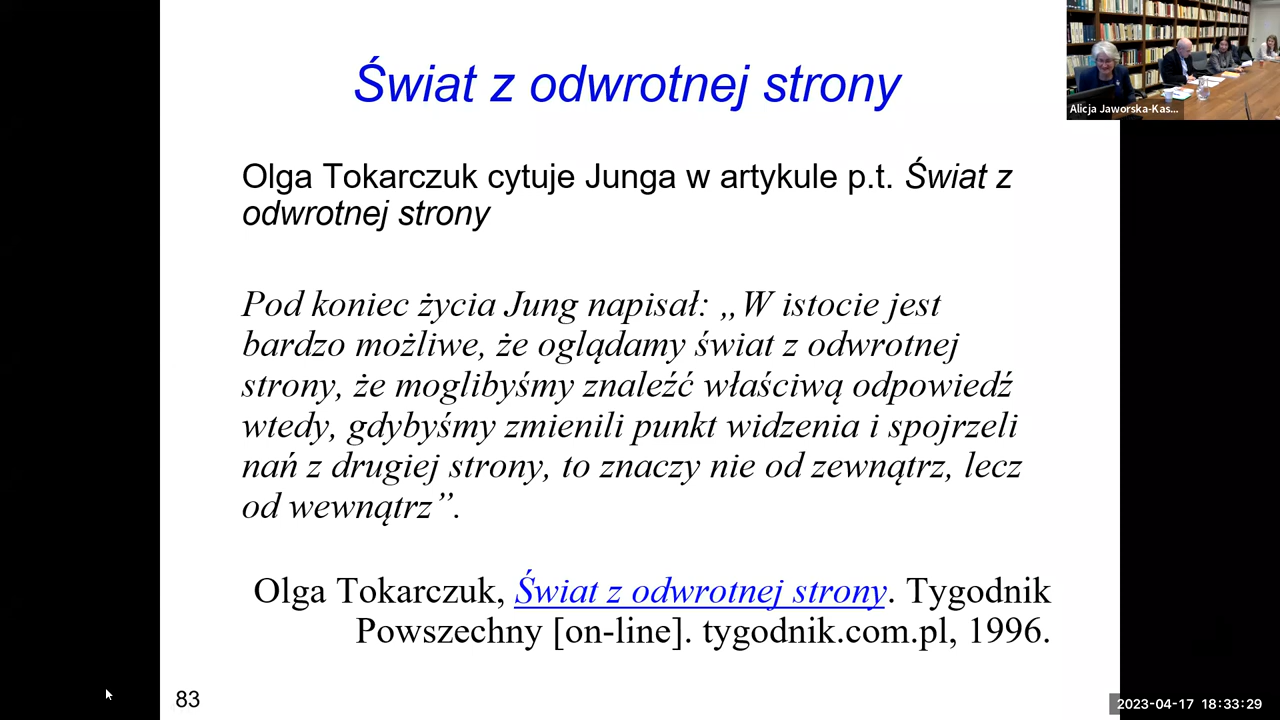 Świat z odwrotnej strony
Alicja Jaworska-Kas...
Olga Tokarczuk cytuje Junga w artykule p.t. Świat z
odwrotnej strony
Pod koniec życia Jung napisał: „W istocie jest
bardzo możliwe, że oglądamy świat z odwrotnej
strony, że moglibyśmy znaleźć właściwą odpowiedź
wtedy, gdybyśmy zmienili punkt widzenia i spojrzeli
nań z drugiej strony, to znaczy nie od zewnątrz, lecz
od wewnątrz”.
Olga Tokarczuk, Świat z odwrotnej strony. Tygodnik
Powszechny [on-line]. tygodnik.com.pl, 1996.
83
2023-04-17 18:33:29